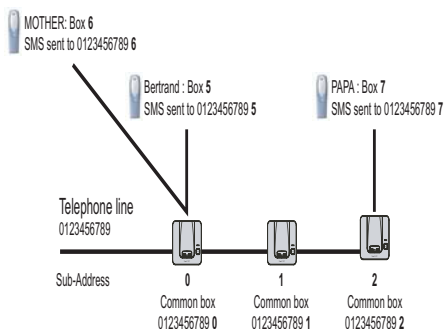 MOTHER: Box 6
SMS sent to 0123456789 6
Bertrand : Box 5
SMS sent to 0123456789 5
PAPA : Box 7
SMS sent to 0123456789 7
Telephone line
0123456789
Sub-Address
0
1
2
Common box
0123456789 0
Common box
0123456789 1
Common box
0123456789 2